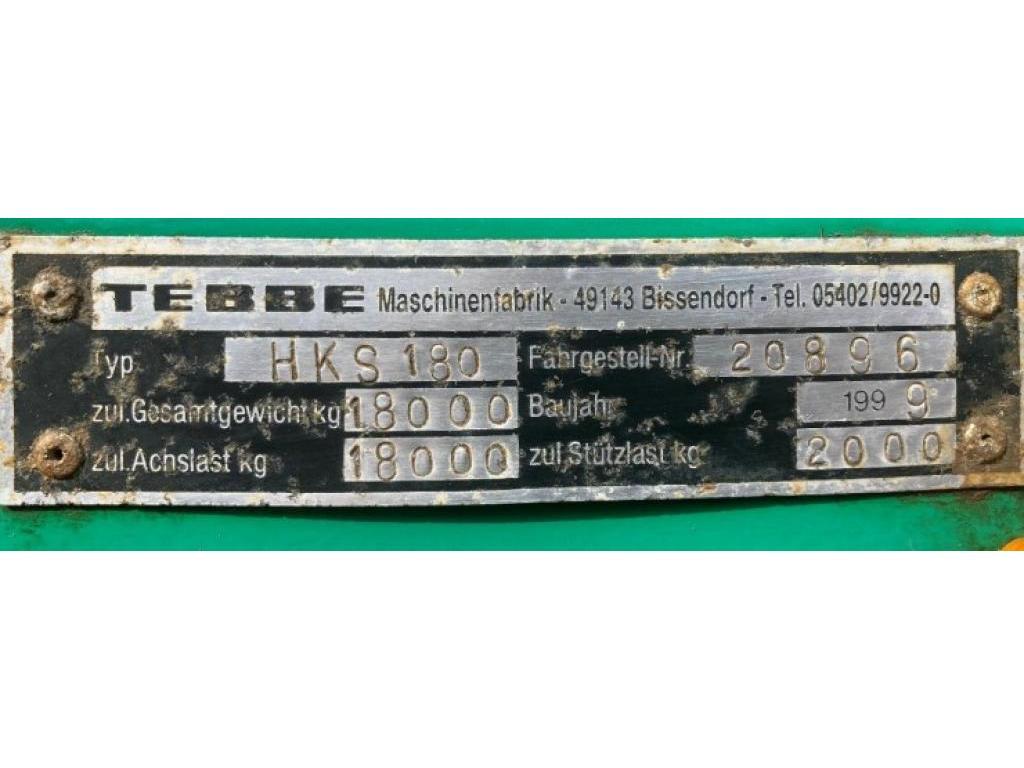 TEBBE Maschinenfabrik - 49143 Bissendorf - Tel. 05402/9922-0
Typ HKS 180 Fahrgestell-Nr. 20896
zul.Gesamtgewicht kg 18000 Baujahr 1999
zul.Achslast kg 18000 zul.Stützlast kg 2000